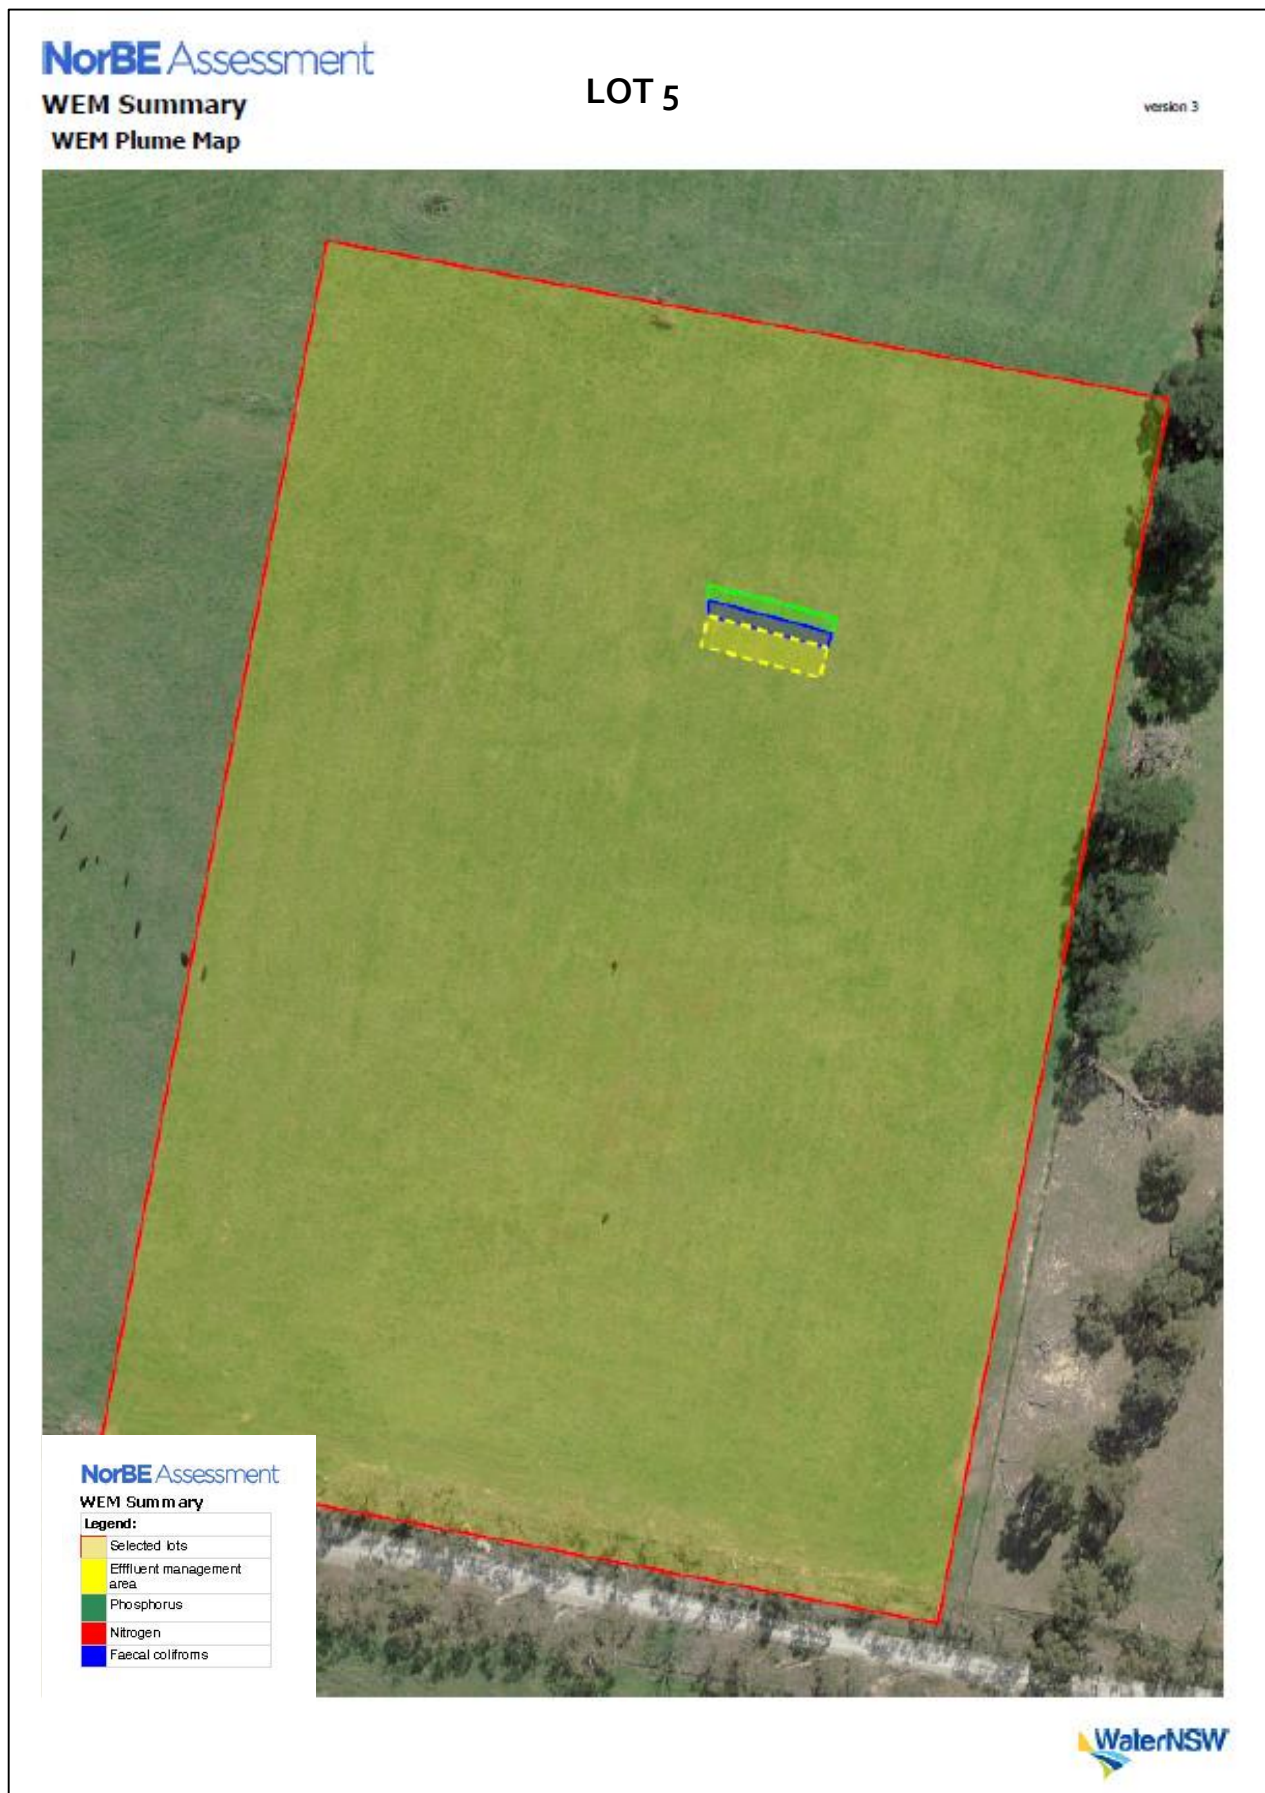 NorBE Assessment
LOT 5
WEM Summary
version 3
WEM Plume Map
NorBE Assessment
WEM Summary
Legend:
Selected lots
Efffluent management
area
Phosphorus
Nitrogen
Faecal colifroms
WaterNSW